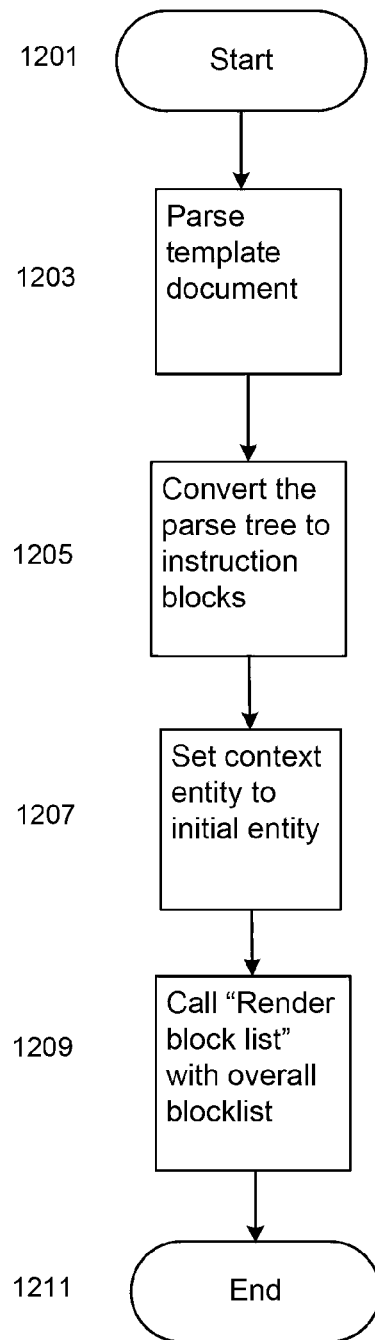 1201
Start
Parse
template
document
1203
Convert the
parse tree to
instruction
blocks
1205
Set context
entity to
initial entity
1207
Call “Render
block list”
with overall
blocklist
1209
End
1211